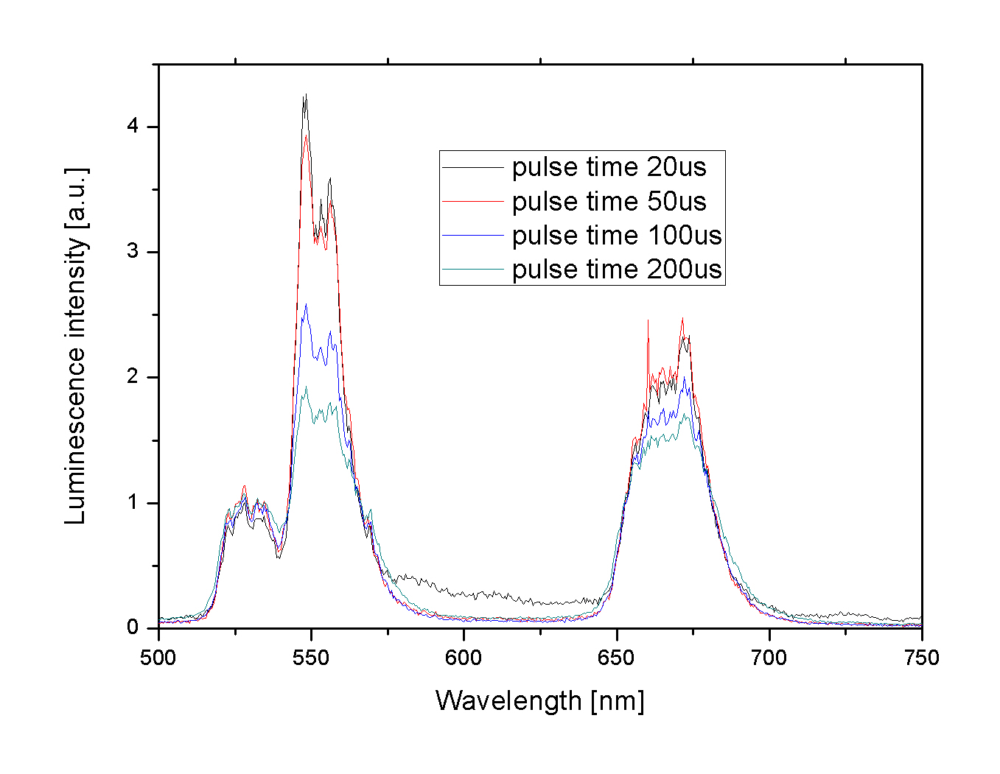 4
3
2
1
0
Luminescence intensity [a.u.]
pulse time 20us
pulse time 50us
pulse time 100us
pulse time 200us
500 550 600 650 700 750
Wavelength [nm]